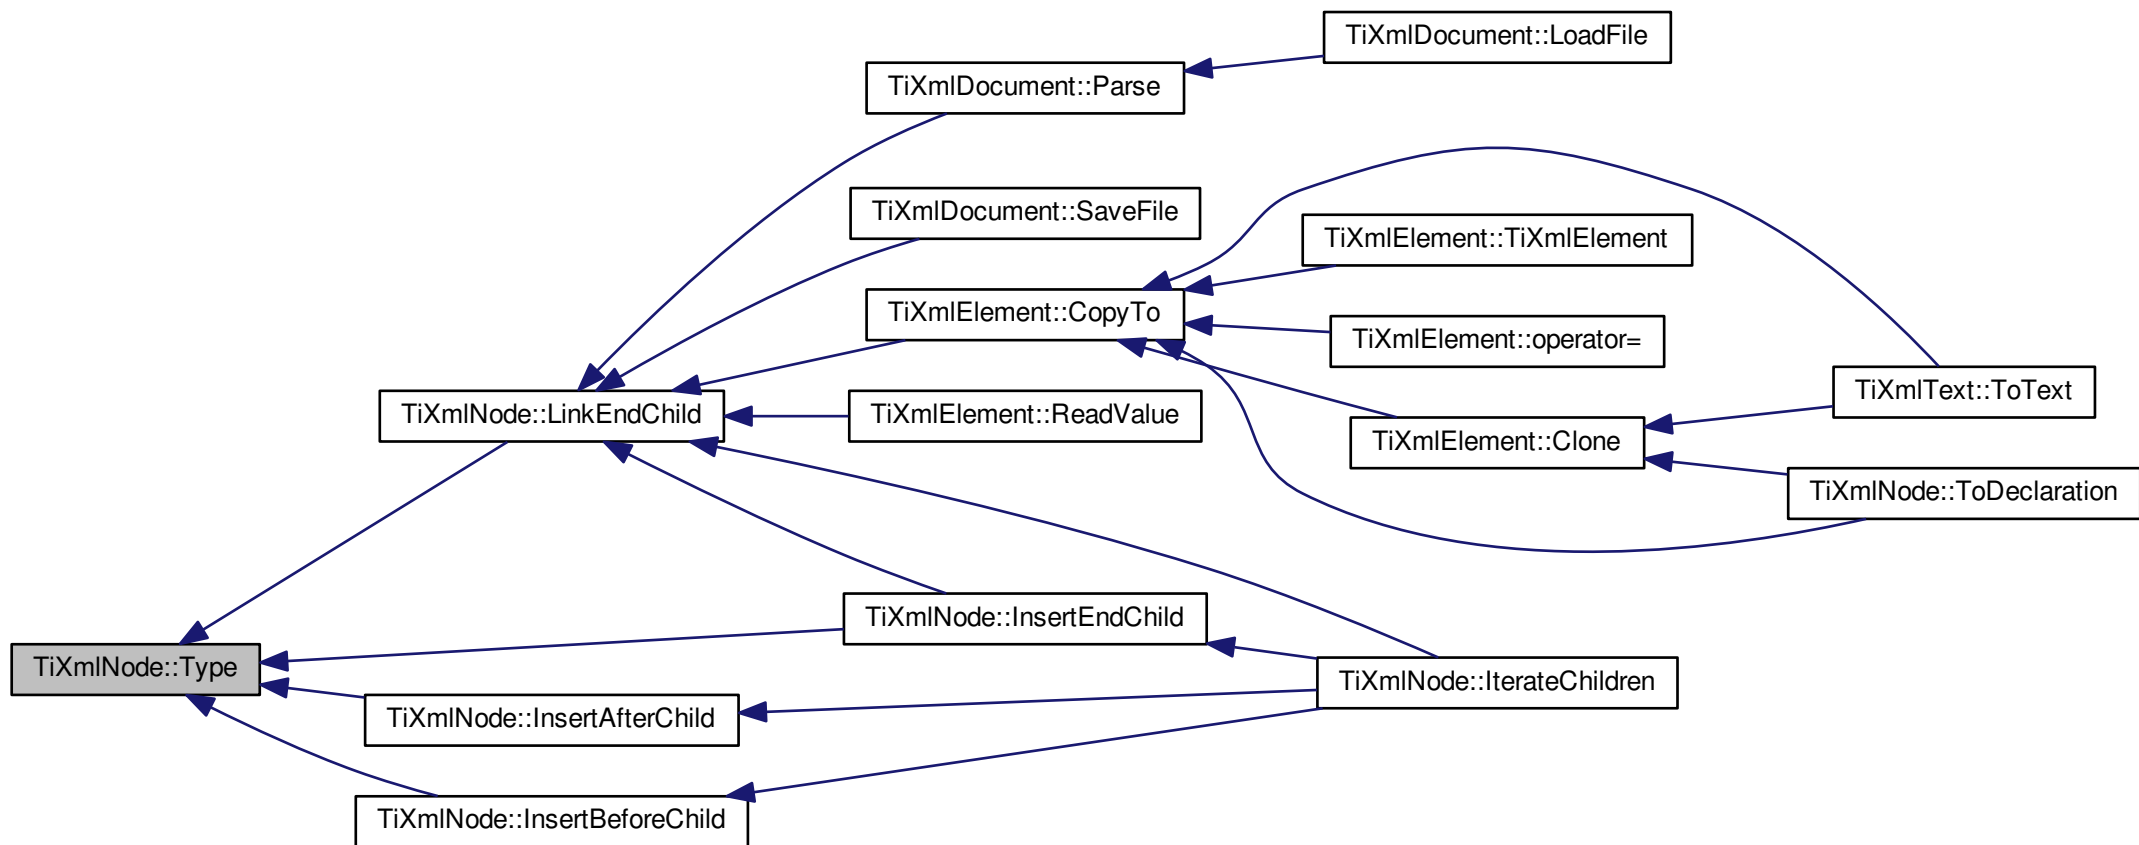 TiXmlDocument::LoadFile
TiXmlDocument::Parse
TiXmlDocument::SaveFile
TiXmlElement::TiXmlElement
TiXmlElement::CopyTo
TiXmlElement::operator=
TiXmlText::ToText
TiXmlNode::LinkEndChild
TiXmlElement::ReadValue
TiXmlElement::Clone
TiXmlNode::ToDeclaration
TiXmlNode::InsertEndChild
TiXmlNode::Type
TiXmlNode::IterateChildren
TiXmlNode::InsertAfterChild
TiXmlNode::InsertBeforeChild